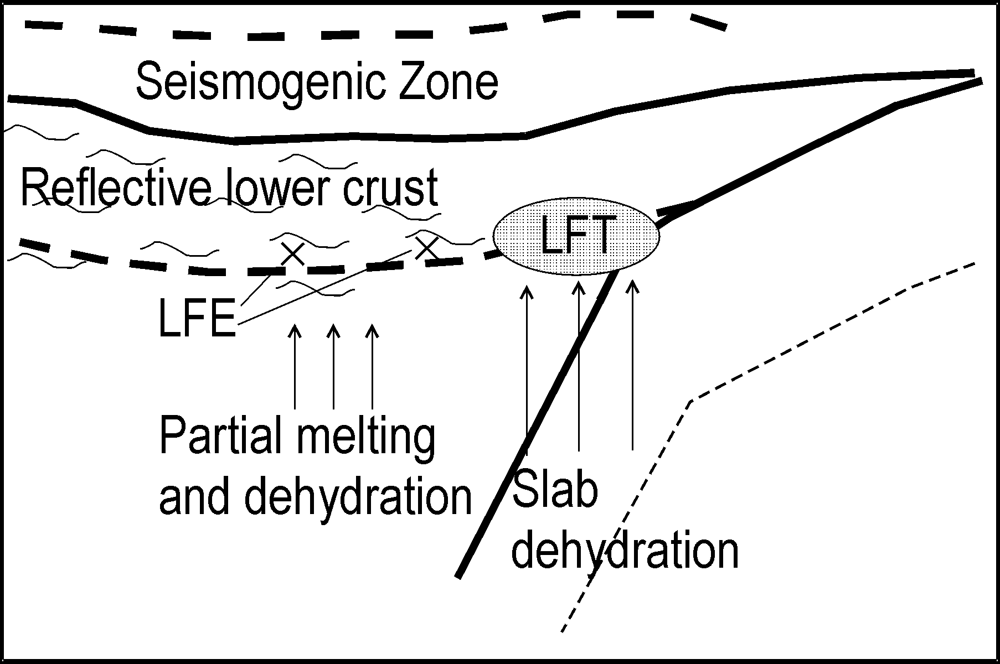 Seismogenic Zone
Reflective lower crust
LFT
LFE
Partial melting
and dehydration
Slab
dehydration